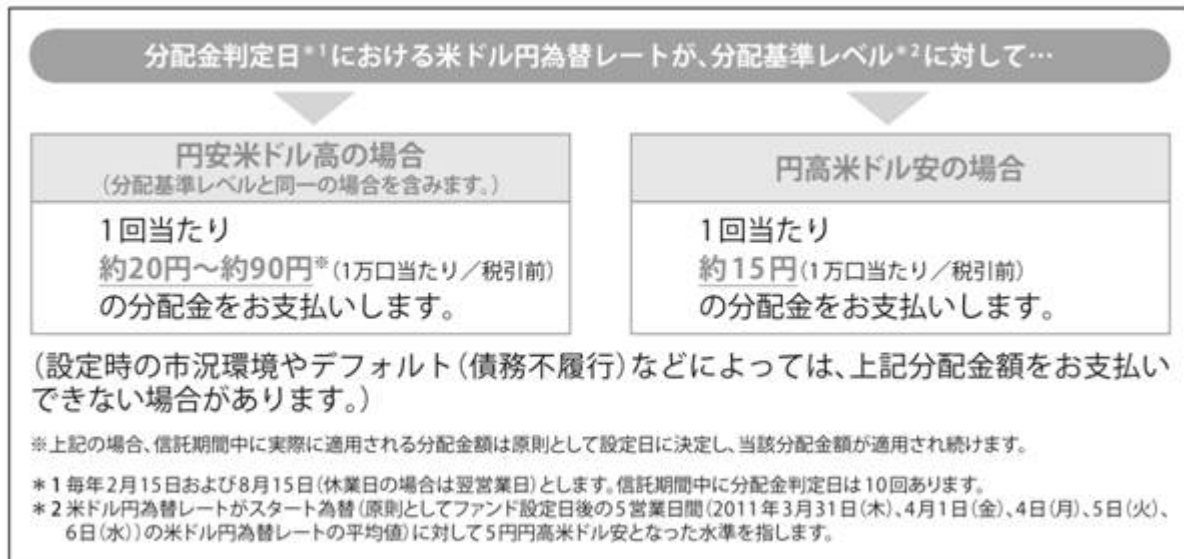 分配金判定日*1における米ドル円為替レートが、分配基準レベル*2に対して…
円安米ドル高の場合
(分配基準レベルと同一の場合を含みます。)
1回当たり
約20円～約90円※(1万口当たり／税引前)
の分配金をお支払いします。
円高米ドル安の場合
1回当たり
約15円(1万口当たり／税引前)
の分配金をお支払いします。
(設定時の市況環境やデフォルト(債務不履行)などによっては、上記分配金額をお支払い
できない場合があります。)
※上記の場合、信託期間中に実際に適用される分配金額は原則として設定日に決定し、当該分配金額が適用され続けます。
*1 毎年2月15日および8月15日(休業日の場合は翌営業日)とします。信託期間中に分配金判定日は10回あります。
*2 米ドル円為替レートがスタート為替(原則としてファンド設定日後の5営業日間(2011年3月31日(木)、4月1日(金)、4日(月)、5日(火)、
6日(水))の米ドル円為替レートの平均値)に対して5円円高米ドル安となった水準を指します。